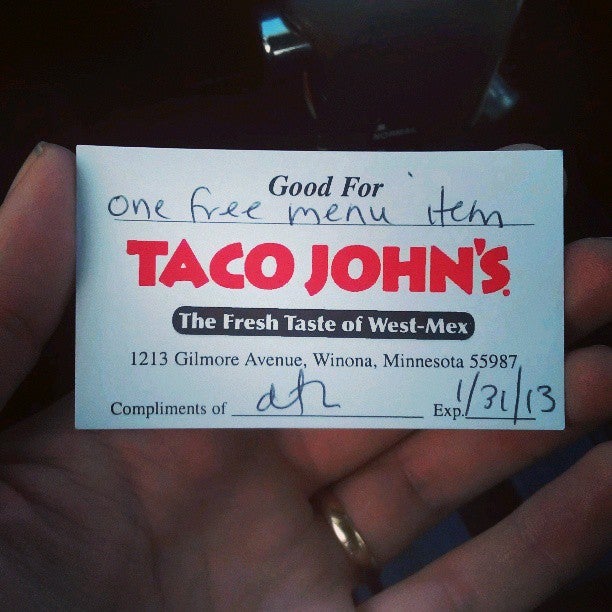 Good For
one free menu item
TACO JOHN'S
The Fresh Taste of West-Mex
1213 Gilmore Avenue, Winona, Minnesota 55987
Compliments of Exp. 1/31/13